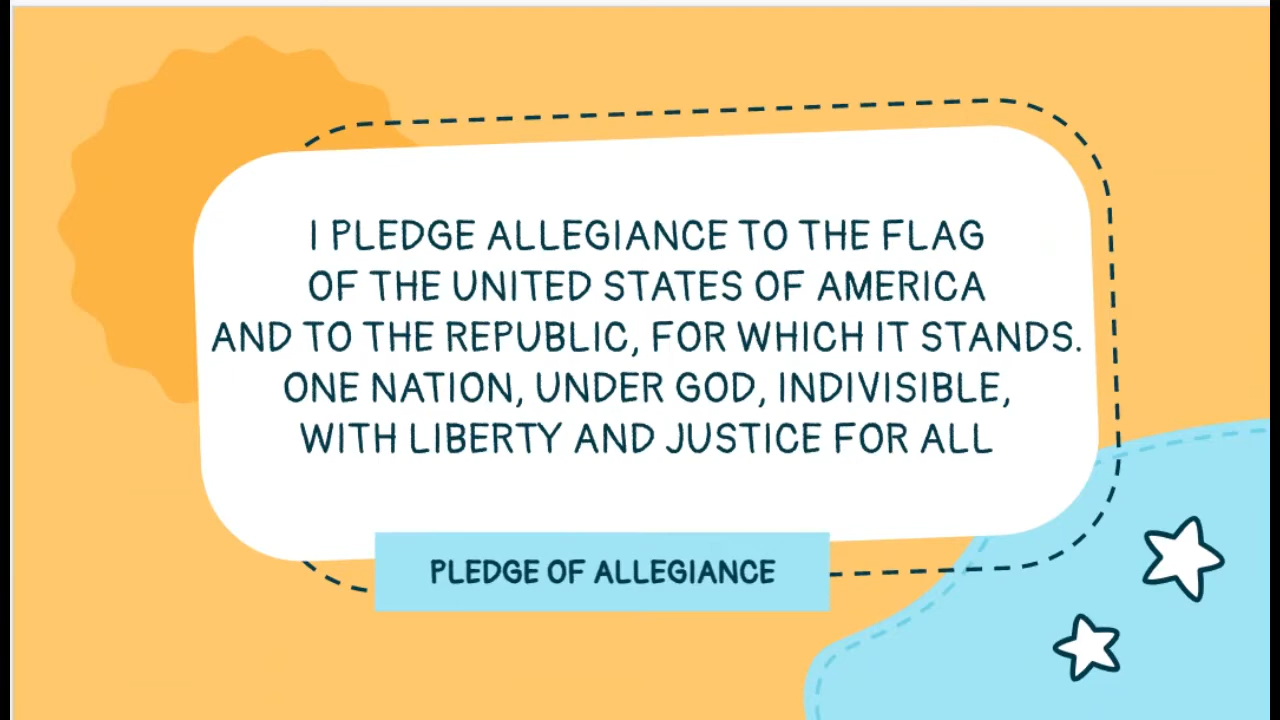 I PLEDGE ALLEGIANCE TO THE FLAG
OF THE UNITED STATES OF AMERICA
AND TO THE REPUBLIC, FOR WHICH IT STANDS.
ONE NATION, UNDER GOD, INDIVISIBLE,
WITH LIBERTY AND JUSTICE FOR ALL
PLEDGE OF ALLEGIANCE